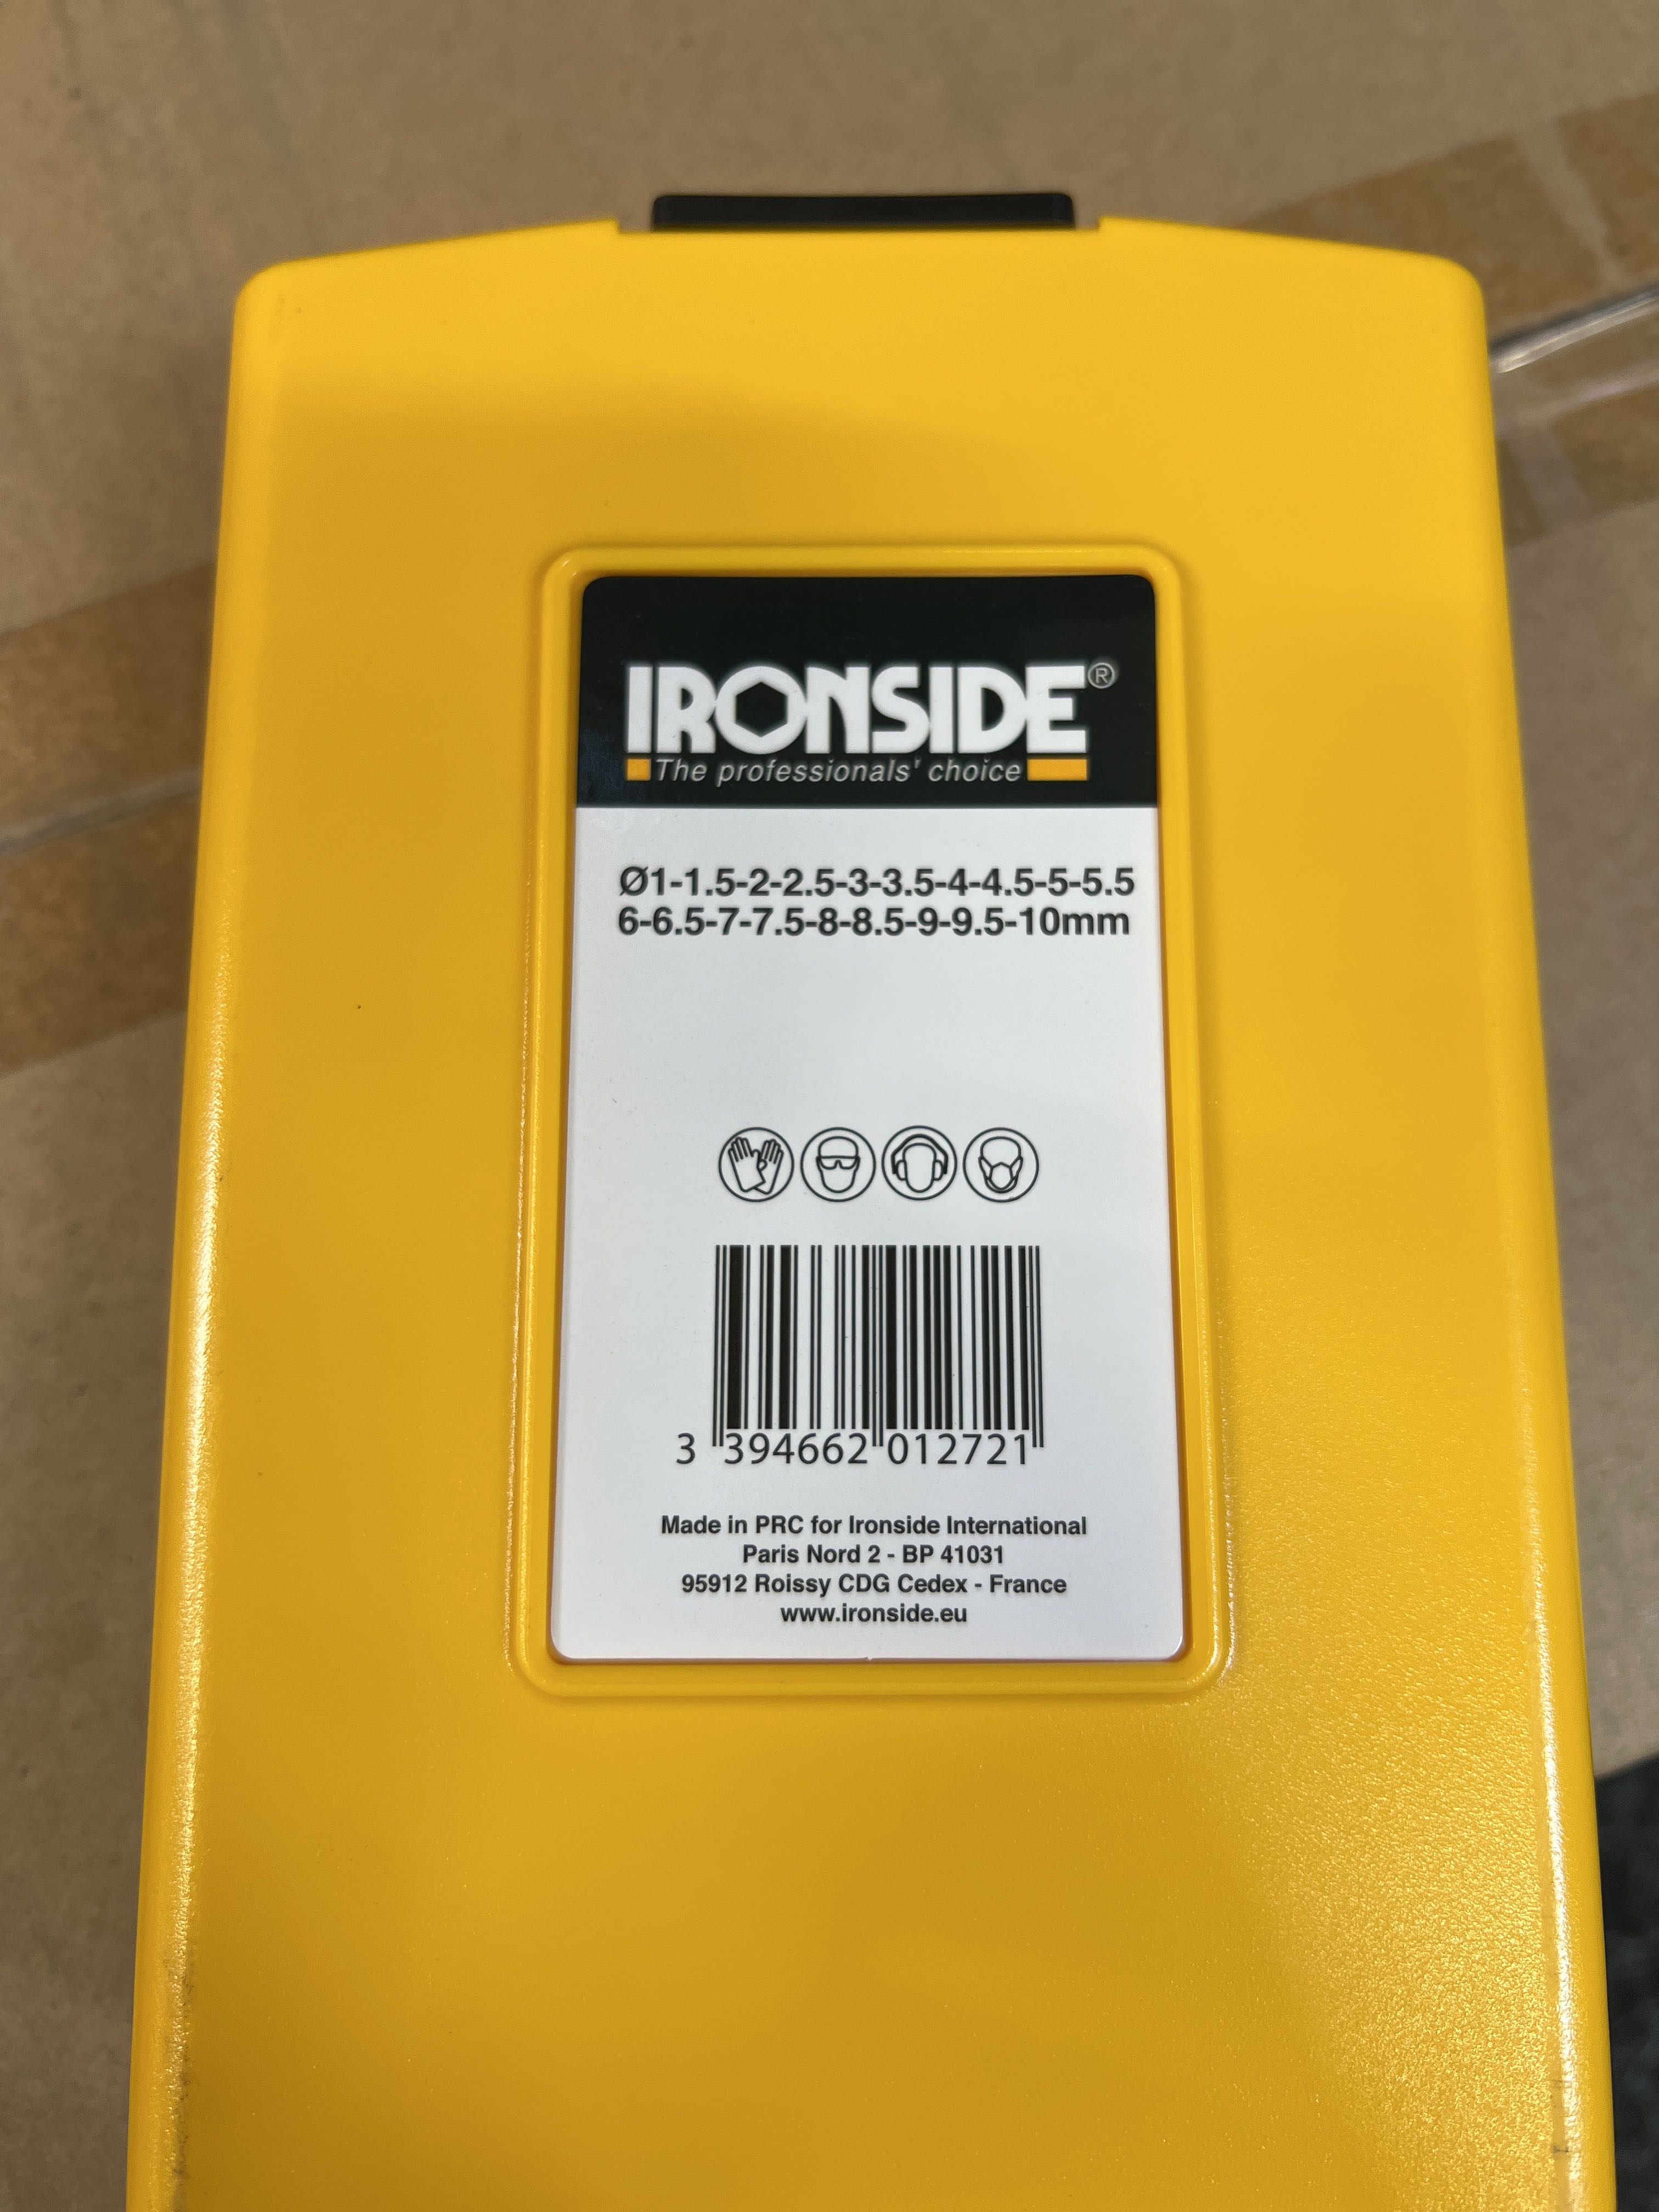 IRONSIDE®
The professionals' choice
Ø1-1.5-2-2.5-3-3.5-4-4.5-5-5.5
6-6.5-7-7.5-8-8.5-9-9.5-10mm
3 394662 012721
Made in PRC for Ironside International
Paris Nord 2 - BP 41031
95912 Roissy CDG Cedex - France
www.ironside.eu